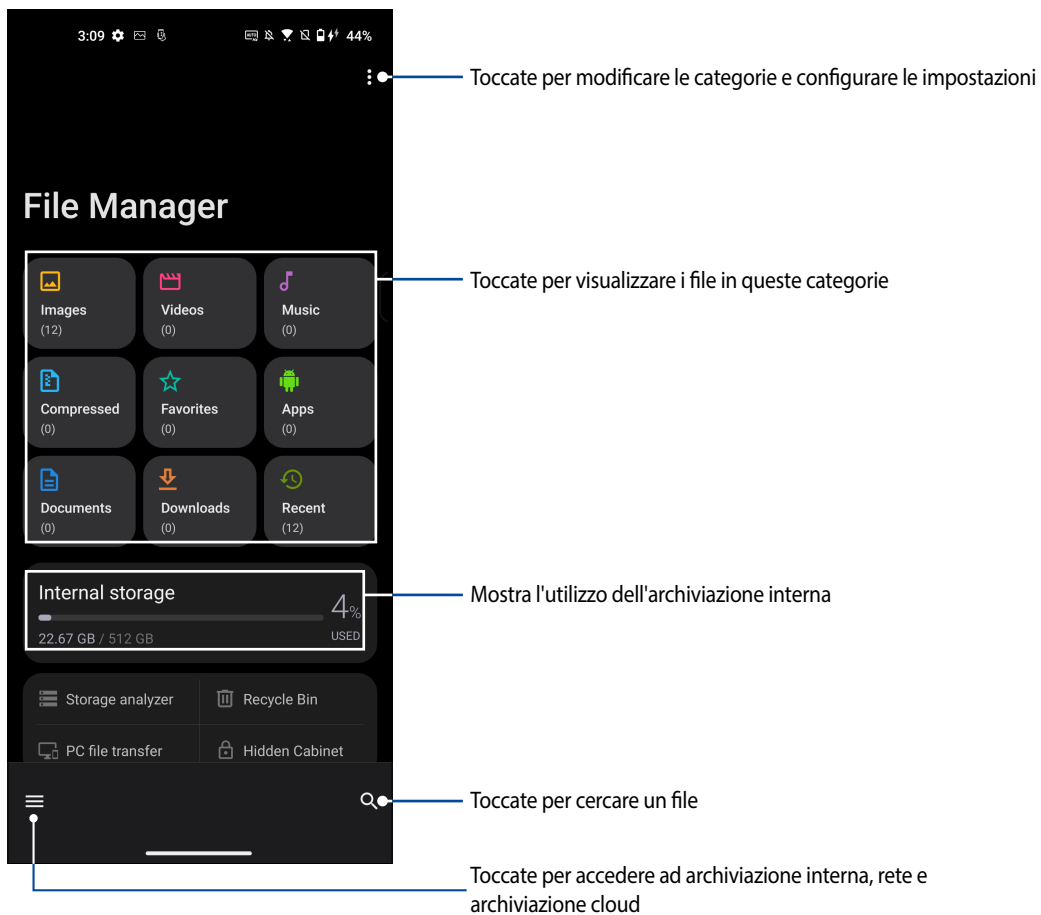 3:09 44%
Toccate per modificare le categorie e configurare le impostazioni
File Manager
Toccate per visualizzare i file in queste categorie
Images Videos Music
(12) (0) (0)
Compressed Favorites Apps
(0) (0) (0)
Documents Downloads Recent
(0) (0) (12)
Internal storage
4%
Mostra l'utilizzo dell'archiviazione interna
22.67 GB / 512 GB USED
Storage analyzer Recycle Bin
PC file transfer Hidden Cabinet
Toccate per cercare un file
Toccate per accedere ad archiviazione interna, rete e
archiviazione cloud